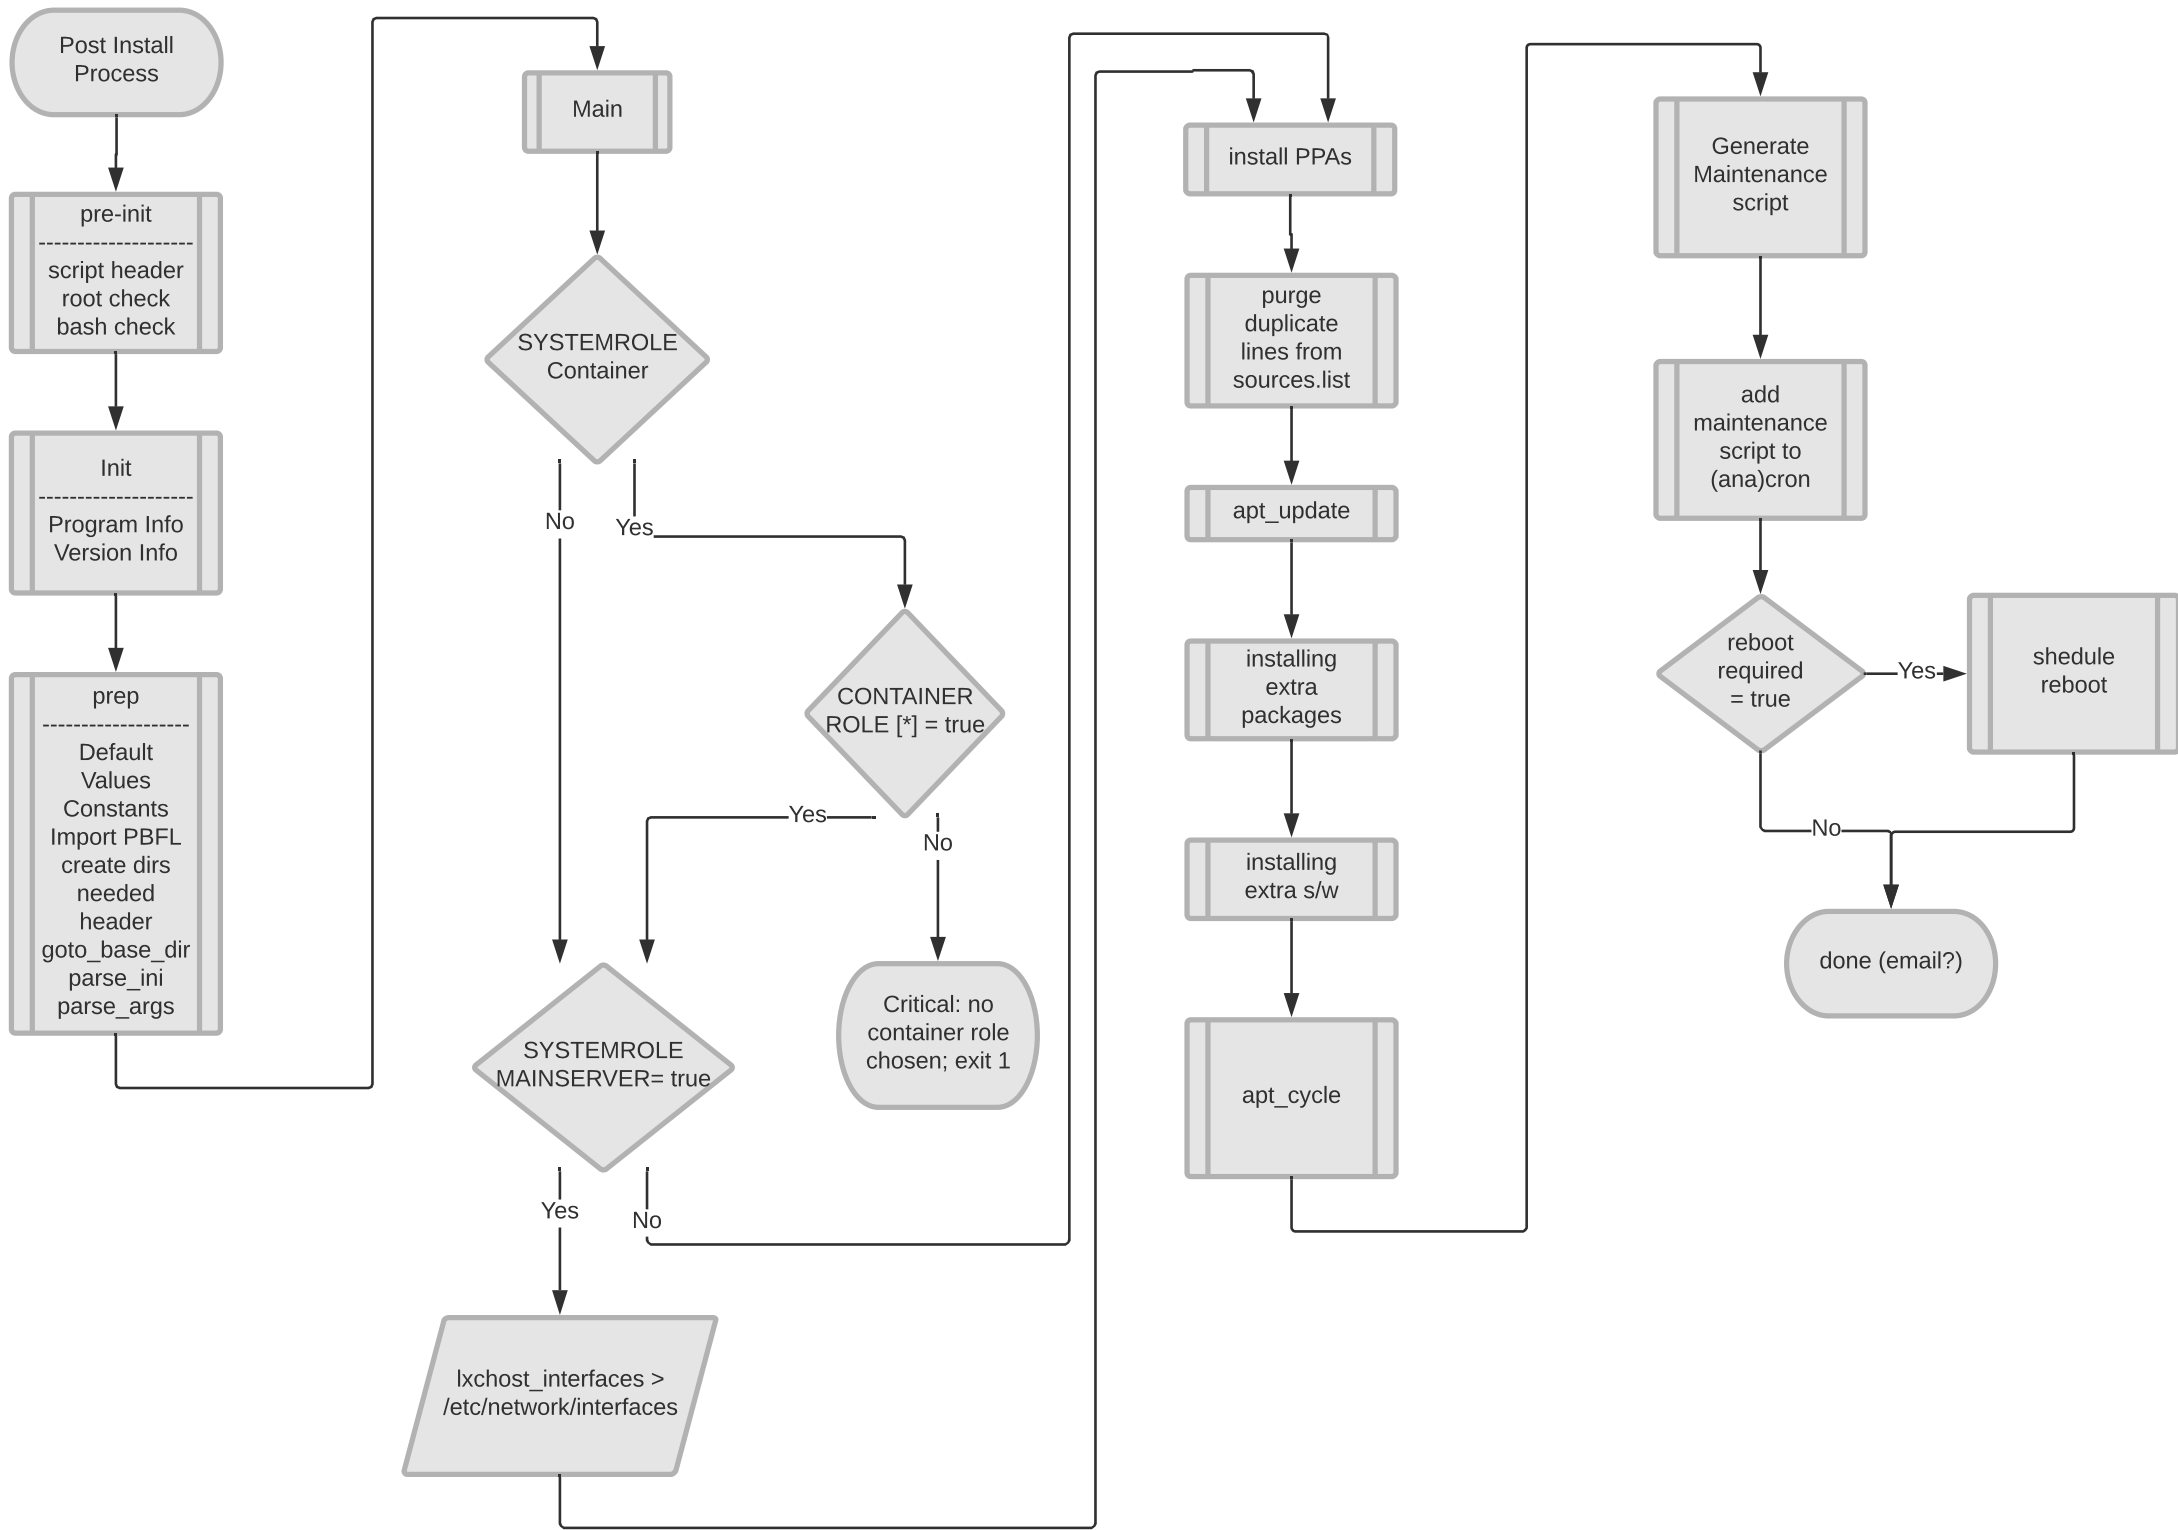 Post Install
Process
pre-init
--------------------
script header
root check
bash check
Init
--------------------
Program Info
Version Info
prep
-------------------
Default
Values
Constants
Import PBFL
create dirs
needed
header
goto_base_dir
parse_ini
parse_args
Main
SYSTEMROLE
Container
No
Yes
CONTAINER
ROLE [*] = true
Yes
No
Critical: no
container role
chosen; exit 1
SYSTEMROLE
MAINSERVER= true
Yes
No
lxchost_interfaces >
/etc/network/interfaces
install PPAs
purge
duplicate
lines from
sources.list
apt_update
installing
extra
packages
installing
extra s/w
apt_cycle
Generate
Maintenance
script
add
maintenance
script to
(ana)cron
reboot
required
= true
Yes
shedule
reboot
No
done (email?)